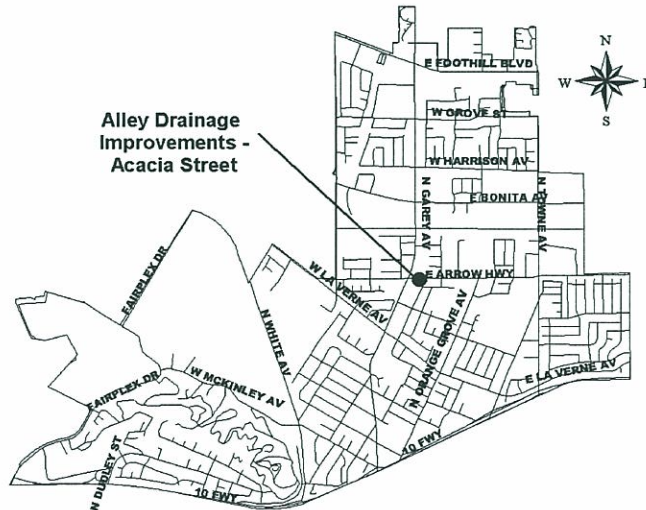 E FOOTHILL BLVD
N
W
E
S
W GROVE ST
Alley Drainage
Improvements -
Acacia Street
W HARRISON AV
E BONITA AV
N GAREY AV
N TOWNE AV
E ARROW HWY
W LA VERNE AV
FAIRPLEX DR
N WHITE AV
N ORANGE GROVE AV
E LA VERNE AV
W MCKINLEY AV
FAIRPLEX DR
10 FWY
N DUDLEY ST
10 FWY